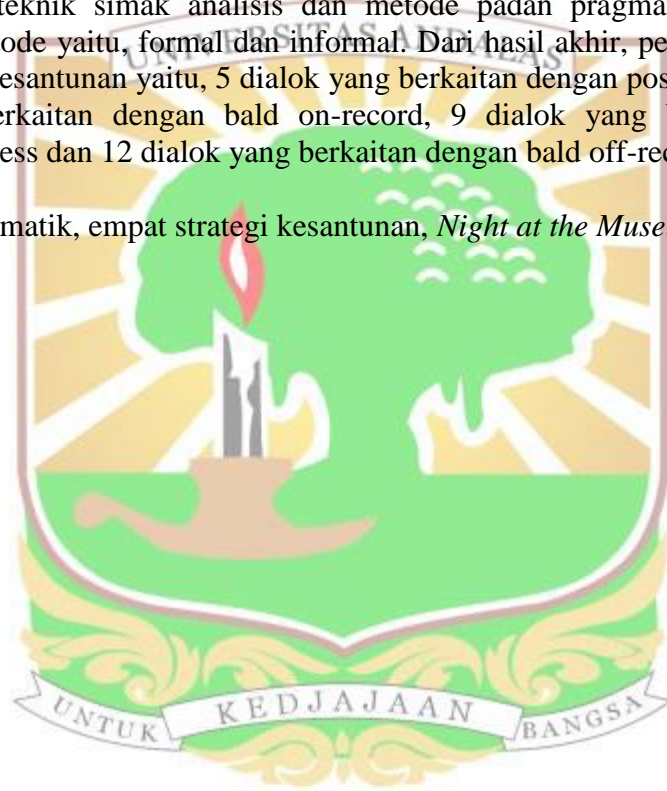 teknik simak analisis dan metode padan pragma
ode yaitu, formal dan informal. Dari hasil akhir, pe
UNIVERSITAS ANDALAS
esantunan yaitu, 5 dialok yang berkaitan dengan pos
erkaitan dengan bald on-record, 9 dialok yang
ess dan 12 dialok yang berkaitan dengan bald off-rec
matik, empat strategi kesantunan, Night at the Muse
UNTUK KEDJAJAAN BANGSA